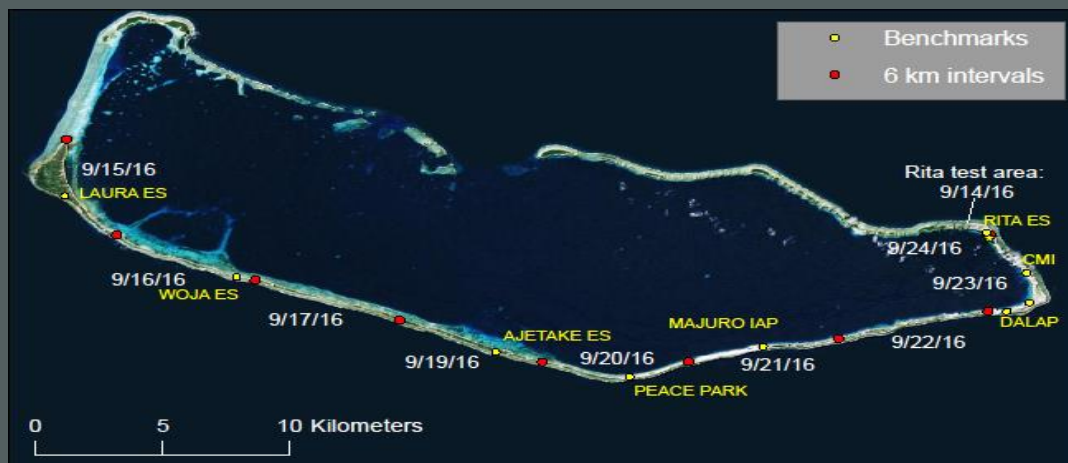 Benchmarks
6 km intervals
9/15/16
LAURA ES
Rita test area:
9/14/16
RITA ES
9/24/16
CMI
9/16/16
WOJA ES
9/23/16
9/17/16
DALAP
AJETAKE ES
MAJURO IAP
9/19/16
9/20/16
9/21/16
9/22/16
PEACE PARK
0 5 10 Kilometers